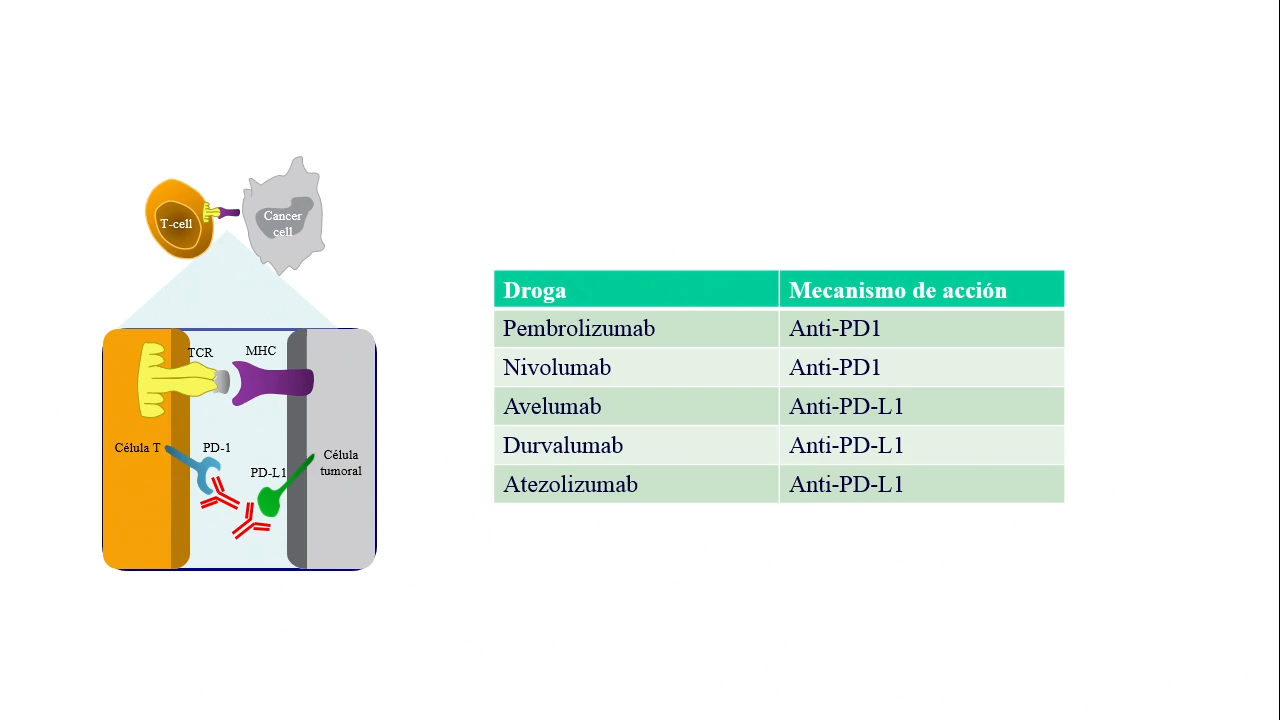 T-cell
Cancer
cell
TCR
MHC
Célula T
PD-1
PD-L1
Célula
tumoral
Droga Mecanismo de acción
Pembrolizumab Anti-PD1
Nivolumab Anti-PD1
Avelumab Anti-PD-L1
Durvalumab Anti-PD-L1
Atezolizumab Anti-PD-L1